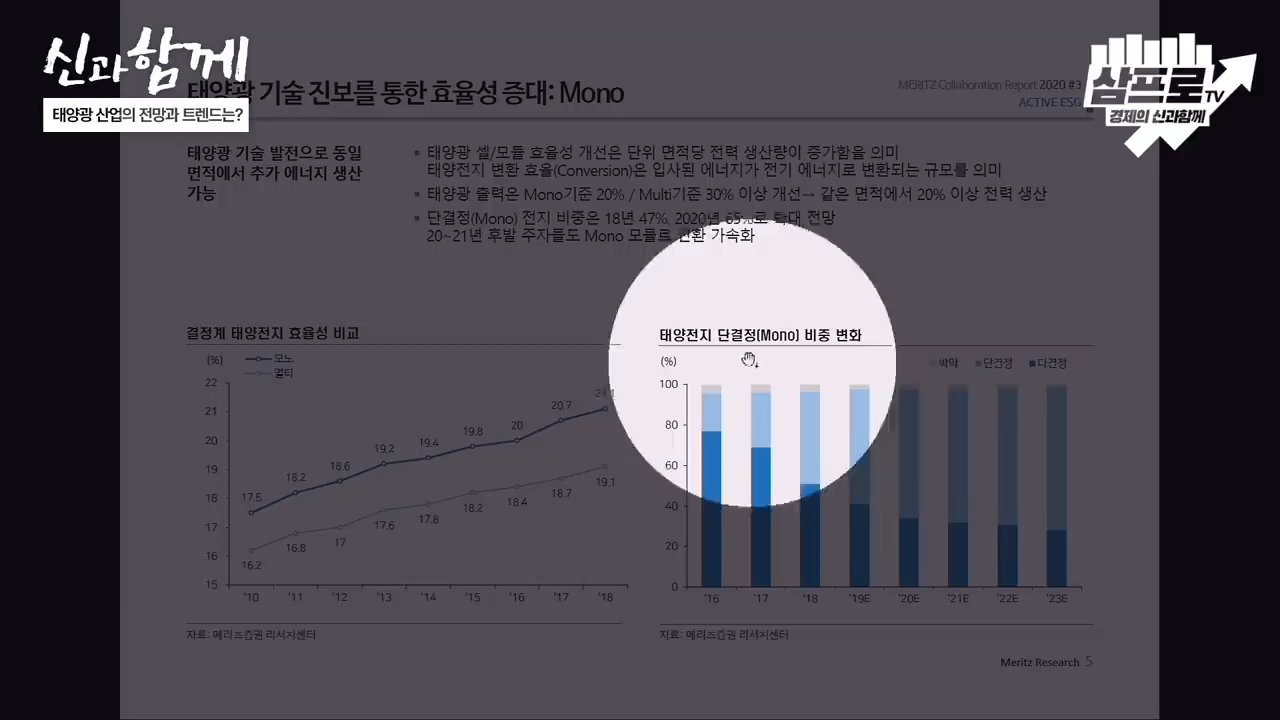 신과함께
태양광 산업의 전망과 트렌드는?
삼프로TV
경제의 신과함께
태양광 기술 진보를 통한 효율성 증대: Mono
MERITZ Collaboration Report 2020 #3
ACTIVE ESG
태양광 기술 발전으로 동일
면적에서 추가 에너지 생산
가능
▪ 태양광 셀/모듈 효율성 개선은 단위 면적당 전력 생산량이 증가함을 의미
태양전지 변환 효율(Conversion)은 입사된 에너지가 전기 에너지로 변환되는 규모를 의미
▪ 태양광 출력은 Mono기준 20% / Multi기준 30% 이상 개선→ 같은 면적에서 20% 이상 전력 생산
▪ 단결정(Mono) 전지 비중은 18년 47%, 2020년 65%로 확대 전망
20~21년 후발 주자들도 Mono 모듈로 전환 가속화
결정계 태양전지 효율성 비교
(%)
모노
멀티
22
21
20
19
18
17
16
15
17.5
18.2
18.6
19.2
19.4
19.8
20
20.7
21.1
16.2
16.8
17
17.6
17.8
18.2
18.4
18.7
19.1
'10 '11 '12 '13 '14 '15 '16 '17 '18
자료: 메리츠증권 리서치센터
태양전지 단결정(Mono) 비중 변화
(%)
박막 단결정 다결정
100
80
60
40
20
0
'16 '17 '18 '19E '20E '21E '22E '23E
자료: 메리츠증권 리서치센터
Meritz Research 5